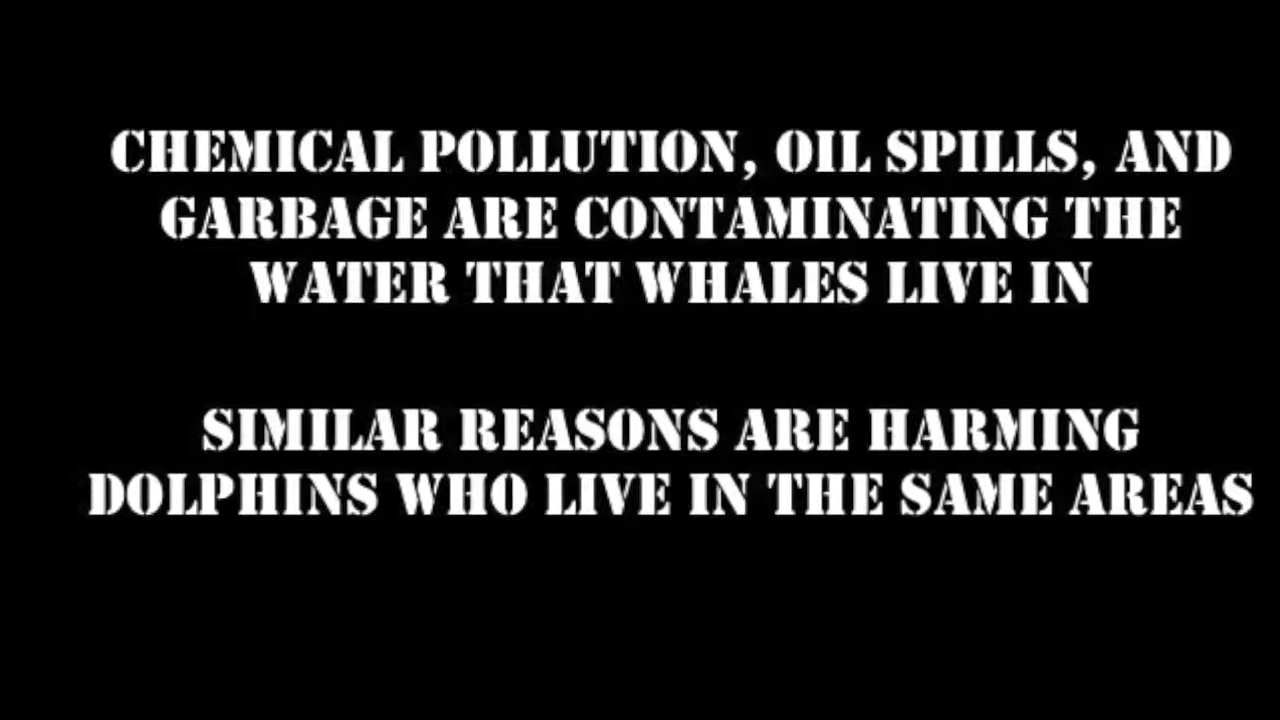 CHEMICAL POLLUTION, OIL SPILLS, AND
GARBAGE ARE CONTAMINATING THE
WATER THAT WHALES LIVE IN
SIMILAR REASONS ARE HARMING
DOLPHINS WHO LIVE IN THE SAME AREAS